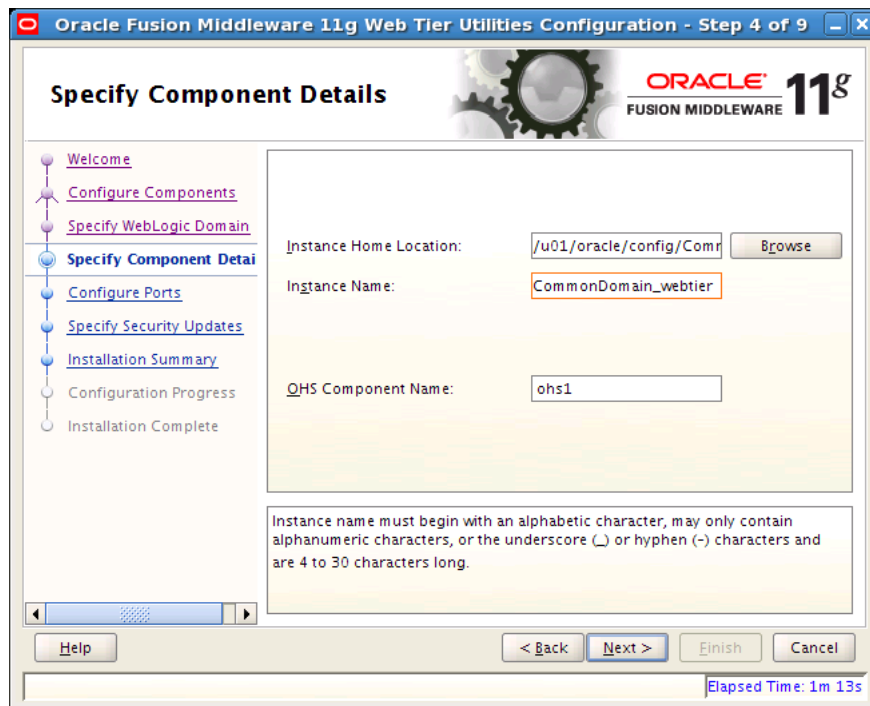 Oracle Fusion Middleware 11g Web Tier Utilities Configuration - Step 4 of 9
Specify Component Details
ORACLE
FUSION MIDDLEWARE
11g
Welcome
Configure Components
Specify WebLogic Domain
Specify Component Detai
Configure Ports
Specify Security Updates
Installation Summary
Configuration Progress
Installation Complete
Instance Home Location: /u01/oracle/config/Comr Browse
Instance Name: CommonDomain_webtier
OHS Component Name: ohs1
Instance name must begin with an alphabetic character, may only contain
alphanumeric characters, or the underscore (_) or hyphen (-) characters and
are 4 to 30 characters long.
Help < Back Next > Finish Cancel
Elapsed Time: 1m 13s